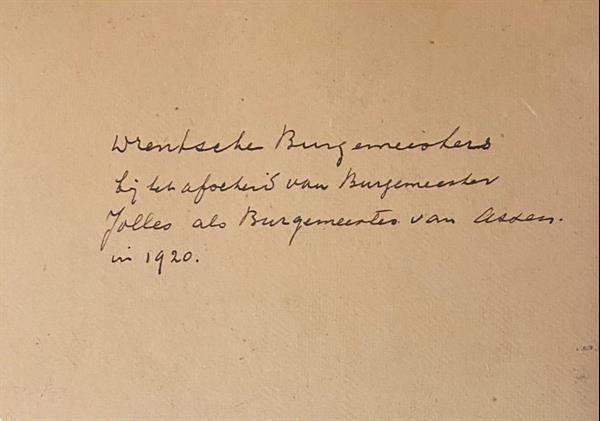 Drentsche Burgemeesters
bij het afscheid van Burgemeester
Jolles als Burgemeester van Assen.
in 1920.